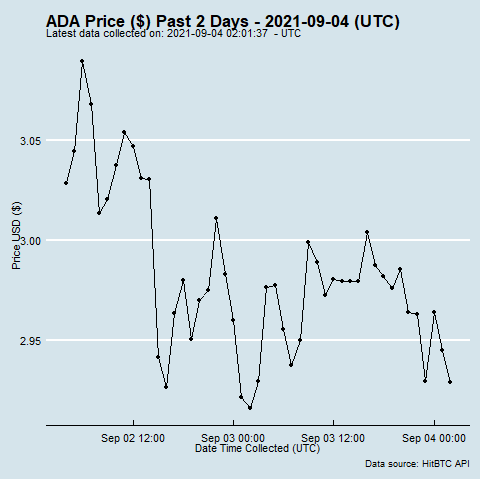 ADA Price ($) Past 2 Days - 2021-09-04 (UTC)
Latest data collected on: 2021-09-04 02:01:37  - UTC
Price USD ($)
3.05
3.00
2.95
Sep 02 12:00
Sep 03 00:00
Sep 03 12:00
Sep 04 00:00
Date Time Collected (UTC)
Data source: HitBTC API